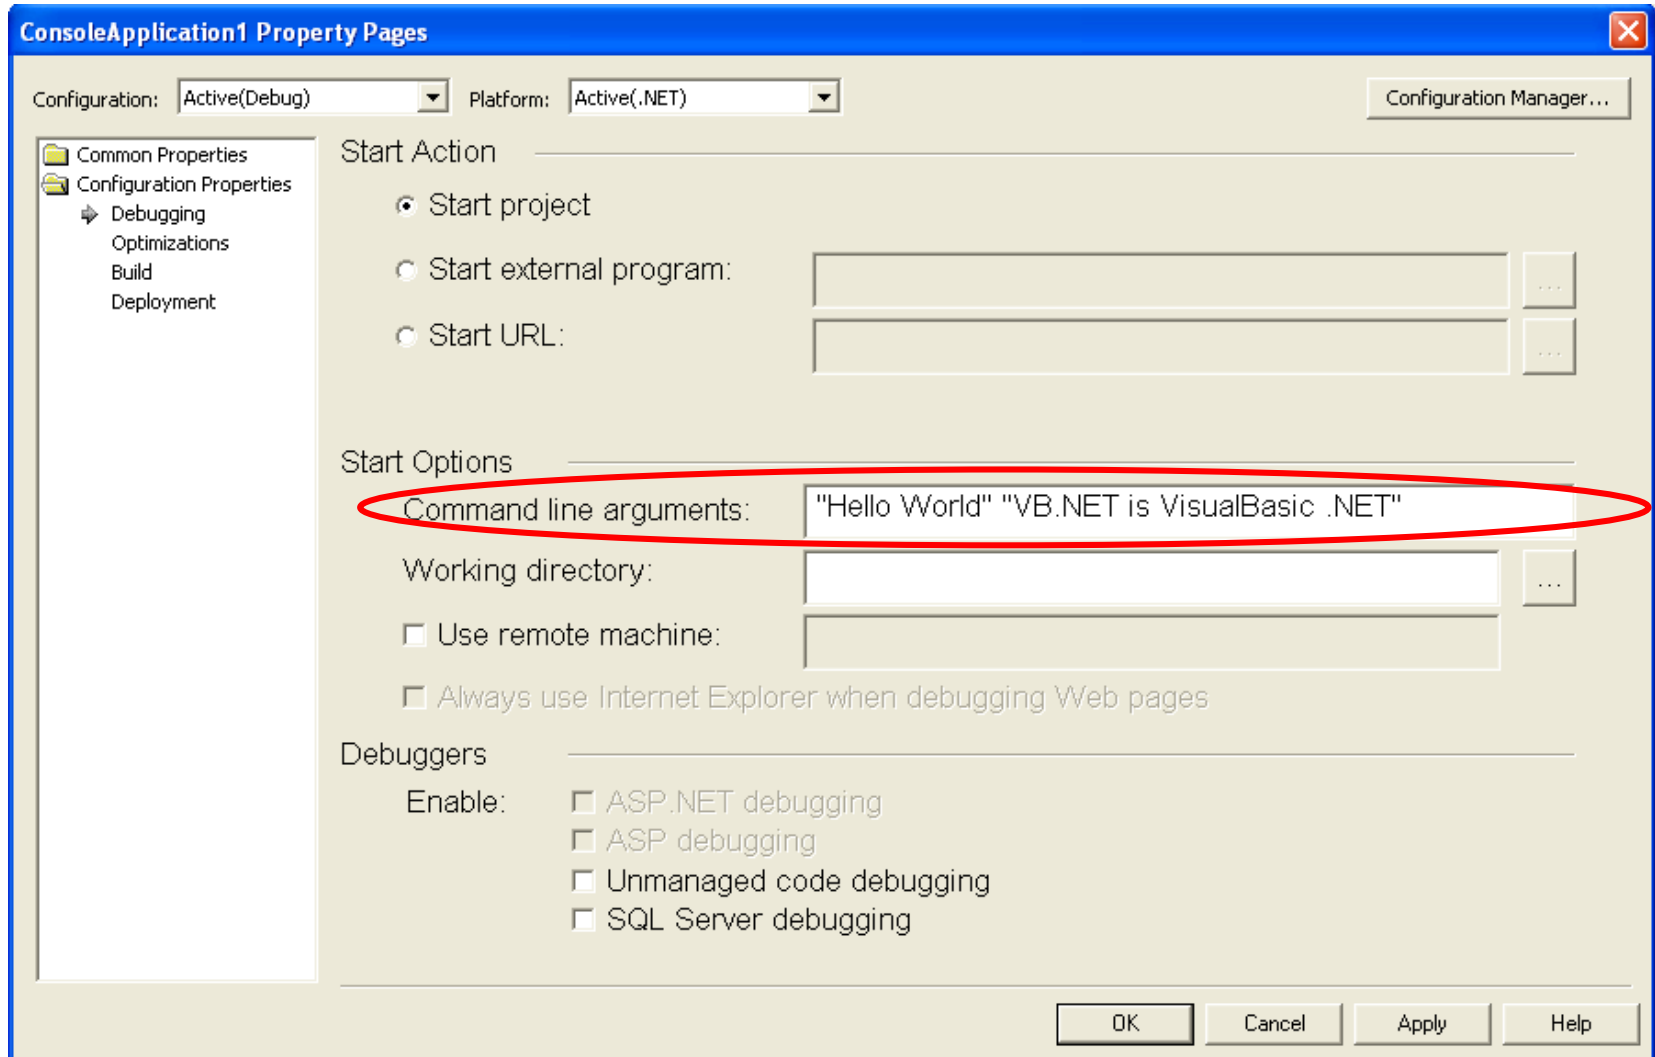 ConsoleApplication1 Property Pages
Configuration: Active(Debug) Platform: Active(.NET) Configuration Manager...
Common Properties
Configuration Properties
Debugging
Optimizations
Build
Deployment
Start Action
Start project
Start external program: ...
Start URL: ...
Start Options
Command line arguments: "Hello World" "VB.NET is VisualBasic .NET"
Working directory: ...
Use remote machine:
Always use Internet Explorer when debugging Web pages
Debuggers
Enable: ASP.NET debugging
ASP debugging
Unmanaged code debugging
SQL Server debugging
OK Cancel Apply Help